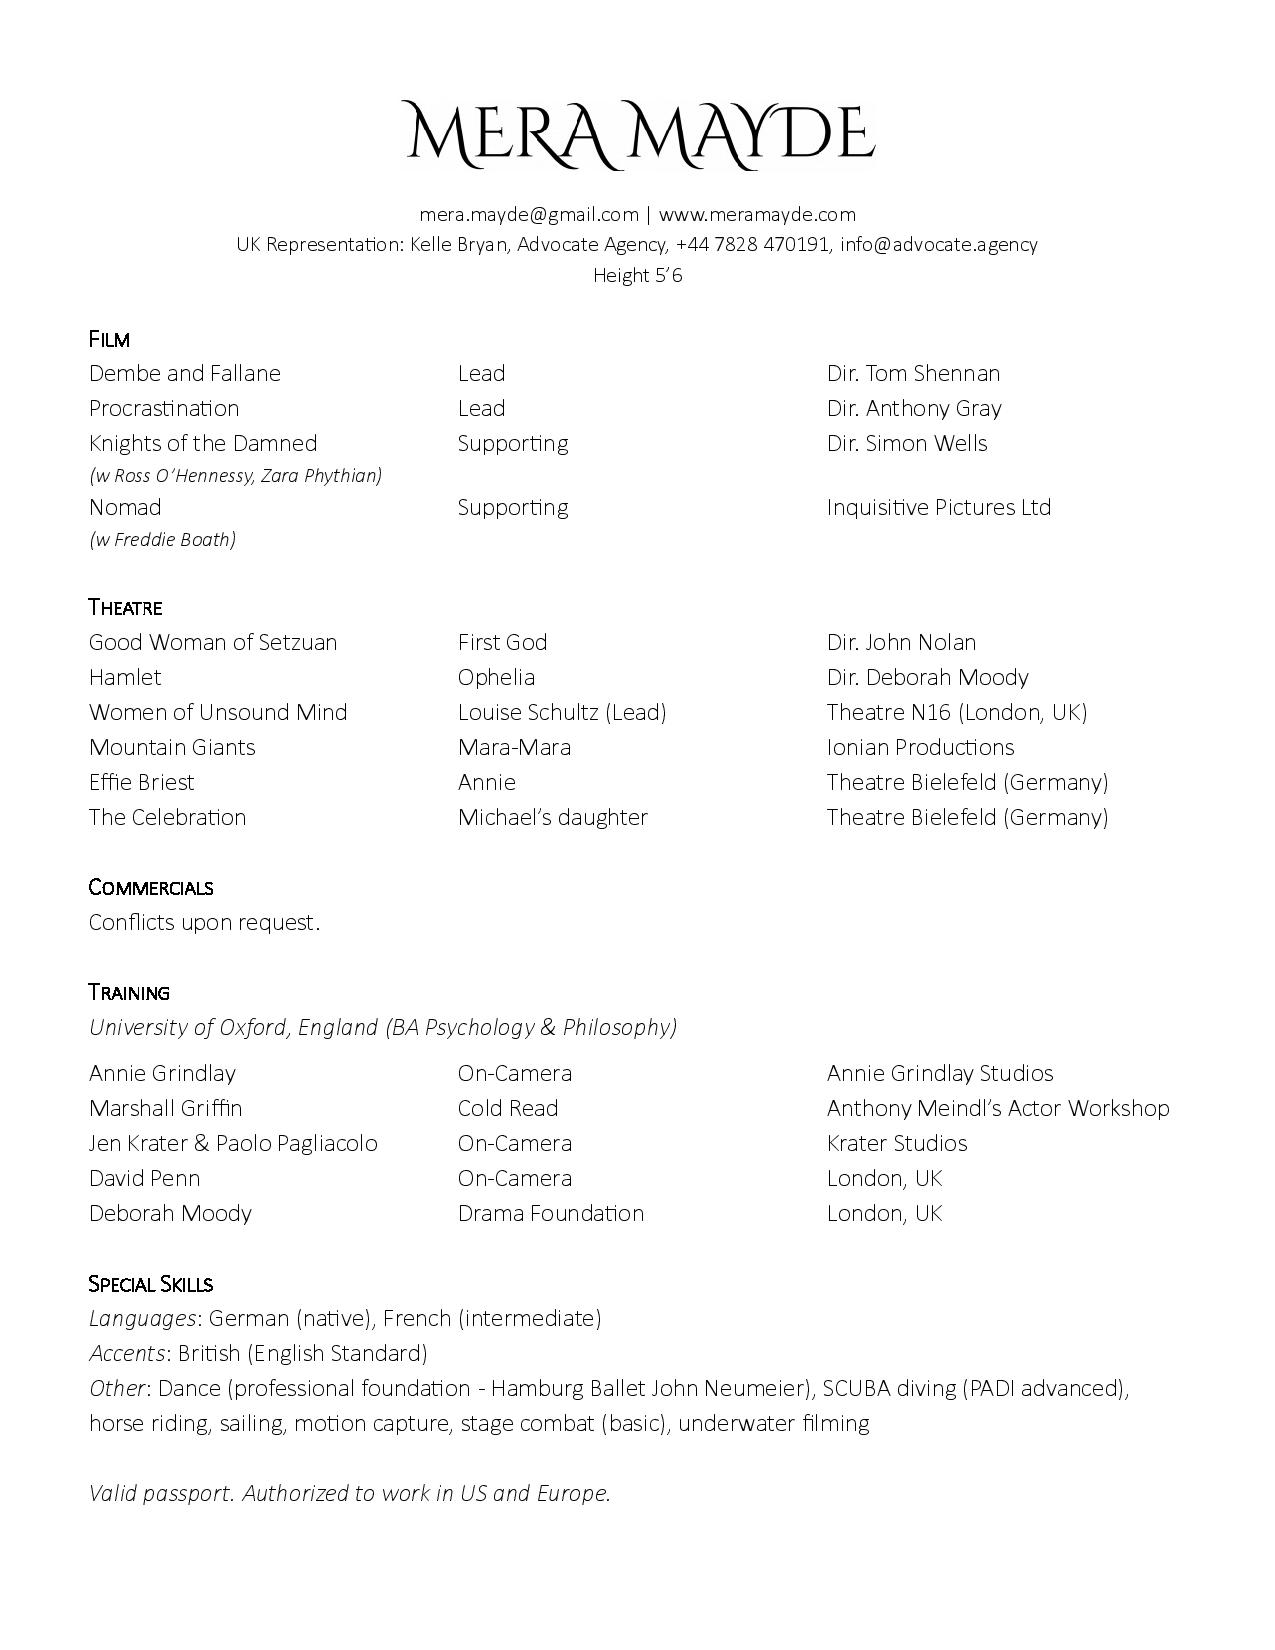 MERA MAYDE
mera.mayde@gmail.com | www.meramayde.com
UK Representation: Kelle Bryan, Advocate Agency, +44 7828 470191, info@advocate.agency
Height 5’6
FILM
Dembe and Fallane Lead Dir. Tom Shennan
Procrastination Lead Dir. Anthony Gray
Knights of the Damned Supporting Dir. Simon Wells
(w Ross O’Hennessy, Zara Phythian)
Nomad Supporting Inquisitive Pictures Ltd
(w Freddie Boath)
THEATRE
Good Woman of Setzuan First God Dir. John Nolan
Hamlet Ophelia Dir. Deborah Moody
Women of Unsound Mind Louise Schultz (Lead) Theatre N16 (London, UK)
Mountain Giants Mara-Mara Ionian Productions
Effie Briest Annie Theatre Bielefeld (Germany)
The Celebration Michael’s daughter Theatre Bielefeld (Germany)
COMMERCIALS
Conflicts upon request.
TRAINING
University of Oxford, England (BA Psychology & Philosophy)
Annie Grindlay On-Camera Annie Grindlay Studios
Marshall Griffin Cold Read Anthony Meindl’s Actor Workshop
Jen Krater & Paolo Pagliacolo On-Camera Krater Studios
David Penn On-Camera London, UK
Deborah Moody Drama Foundation London, UK
SPECIAL SKILLS
Languages: German (native), French (intermediate)
Accents: British (English Standard)
Other: Dance (professional foundation - Hamburg Ballet John Neumeier), SCUBA diving (PADI advanced),
horse riding, sailing, motion capture, stage combat (basic), underwater filming
Valid passport. Authorized to work in US and Europe.